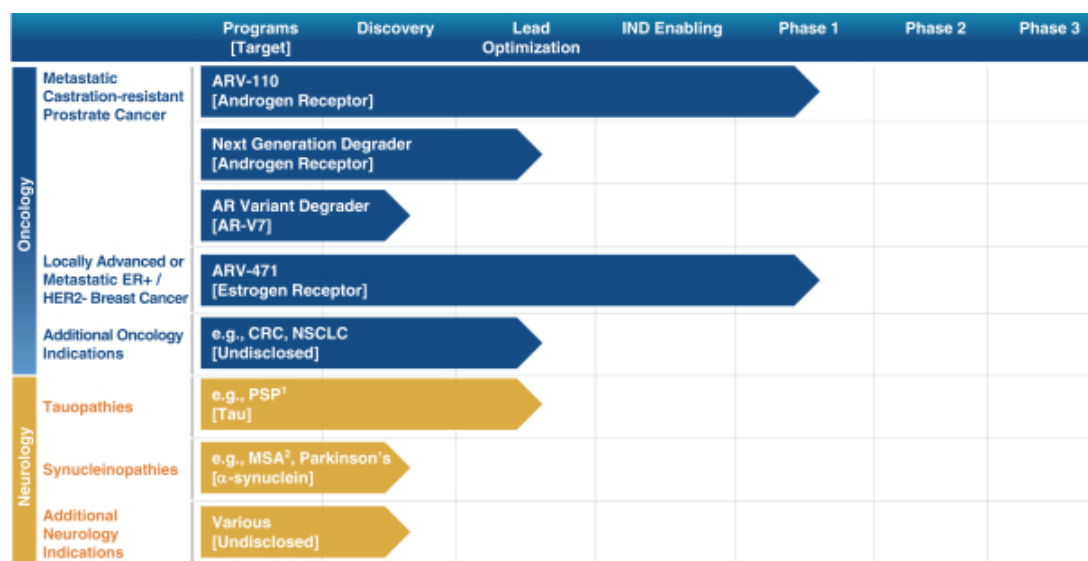 Programs
[Target]
Discovery
Lead
Optimization
IND Enabling
Phase 1
Phase 2
Phase 3
Oncology
Metastatic
Castration-resistant
Prostrate Cancer
ARV-110
[Androgen Receptor]
Next Generation Degrader
[Androgen Receptor]
AR Variant Degrader
[AR-V7]
Locally Advanced or
Metastatic ER+ /
HER2- Breast Cancer
ARV-471
[Estrogen Receptor]
Additional Oncology
Indications
e.g., CRC, NSCLC
[Undisclosed]
Neurology
Tauopathies
e.g., PSP¹
[Tau]
Synucleinopathies
e.g., MSA², Parkinson's
[α-synuclein]
Additional
Neurology
Indications
Various
[Undisclosed]